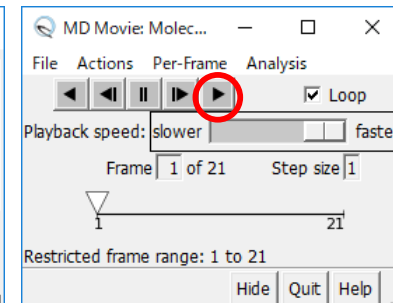 MD Movie: Molec...
File Actions Per-Frame Analysis
Loop
Playback speed: slower faste
Frame 1 of 21 Step size 1
1 21
Restricted frame range: 1 to 21
Hide Quit Help